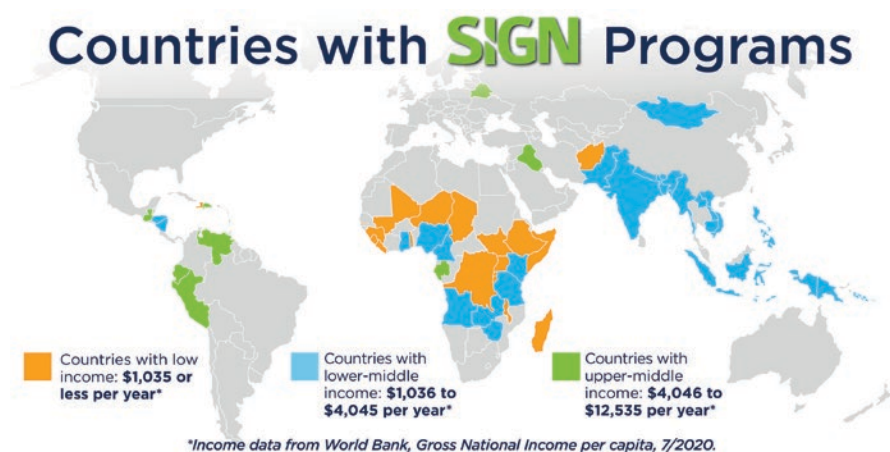 Countries with SIGN Programs
Countries with low
income: $1,035 or
less per year*
Countries with
lower-middle
income: $1,036 to
$4,045 per year*
Countries with
upper-middle
income: $4,046 to
$12,535 per year*
*Income data from World Bank, Gross National Income per capita, 7/2020.